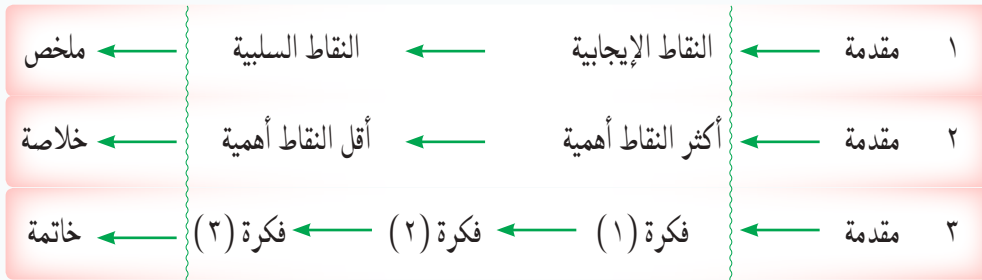 ١ مقدمة النقاط الإيجابية النقاط السلبية ملخص
٢ مقدمة أكثر النقاط أهمية أقل النقاط أهمية خلاصة
٣ مقدمة فكرة (١) فكرة (٢) فكرة (٣) خاتمة